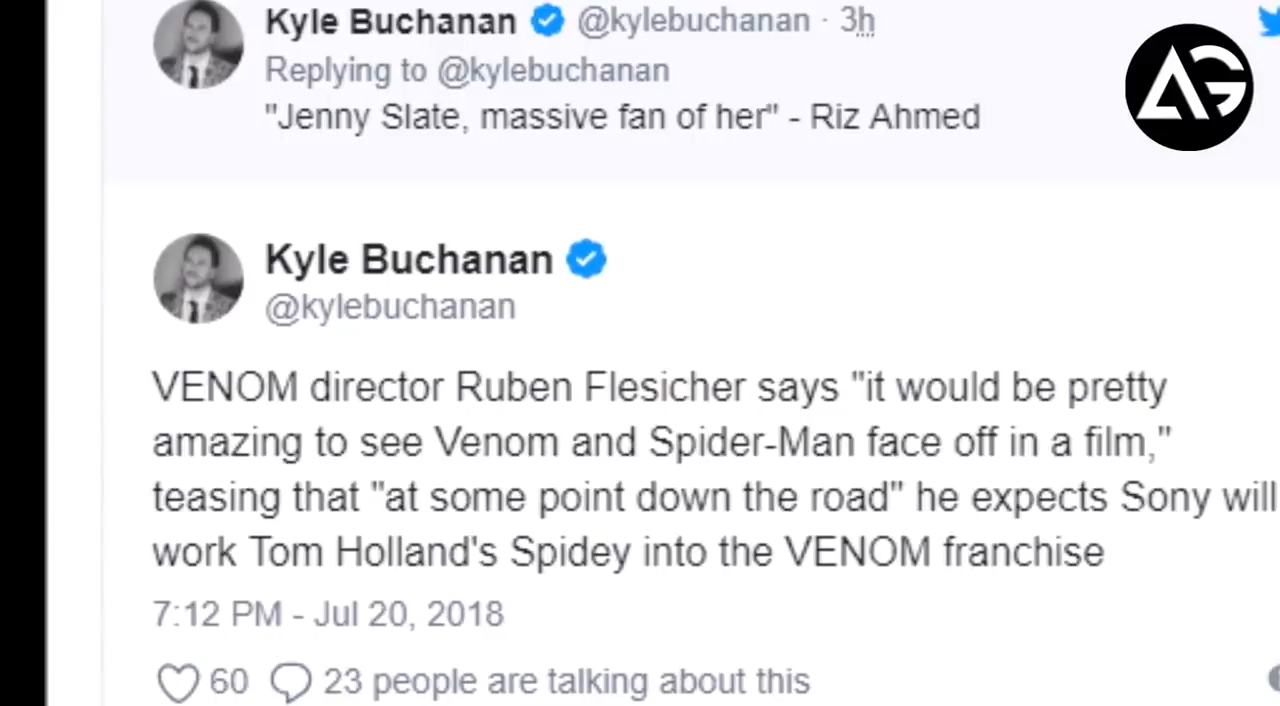 Kyle Buchanan @kylebuchanan · 3h
Replying to @kylebuchanan
"Jenny Slate, massive fan of her" - Riz Ahmed
AG
Kyle Buchanan
@kylebuchanan
VENOM director Ruben Flesicher says "it would be pretty
amazing to see Venom and Spider-Man face off in a film,"
teasing that "at some point down the road" he expects Sony will
work Tom Holland's Spidey into the VENOM franchise
7:12 PM - Jul 20, 2018
60 23 people are talking about this